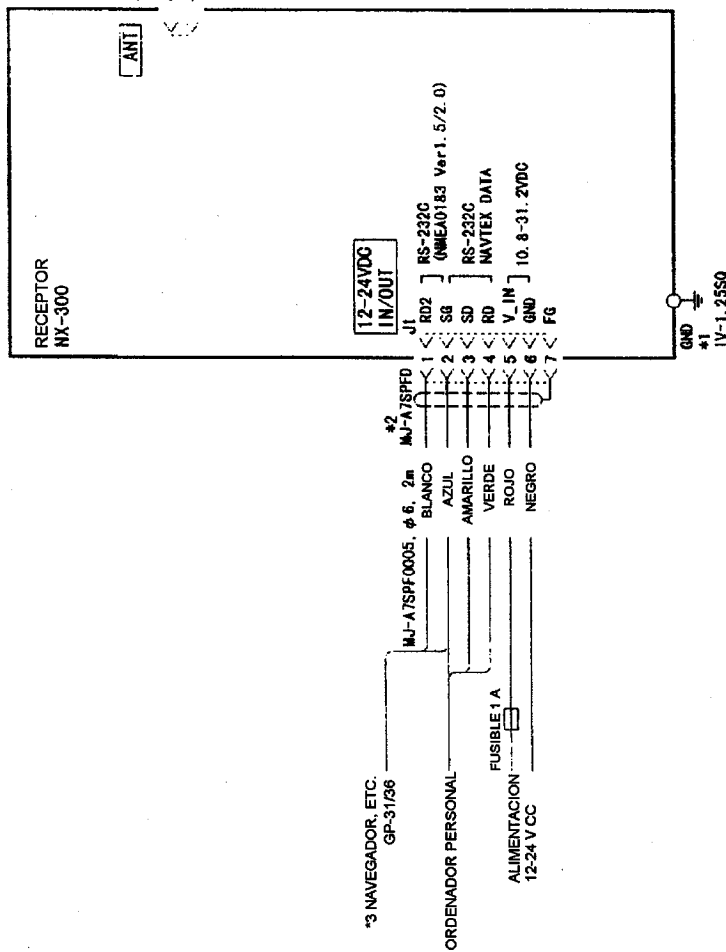 RECEPTOR
NX-300
ANT
12-24VDC
IN/OUT
J1
*2
MJ-A7SPFD
MJ-A7SPF0005, φ6, 2m
1 RD2
2 SG
3 SD
4 RD
5 V_IN
6 GND
7 FG
RS-232C
(NMEA0183 Ver1.5/2.0)
RS-232C
NAVTEX DATA
10.8-31.2VDC
BLANCO
AZUL
AMARILLO
VERDE
ROJO
NEGRO
*3 NAVEGADOR, ETC.
GP-31/36
ORDENADOR PERSONAL
FUSIBLE 1 A
ALIMENTACION
12-24 V CC
GND
*1
IV-1.25SQ